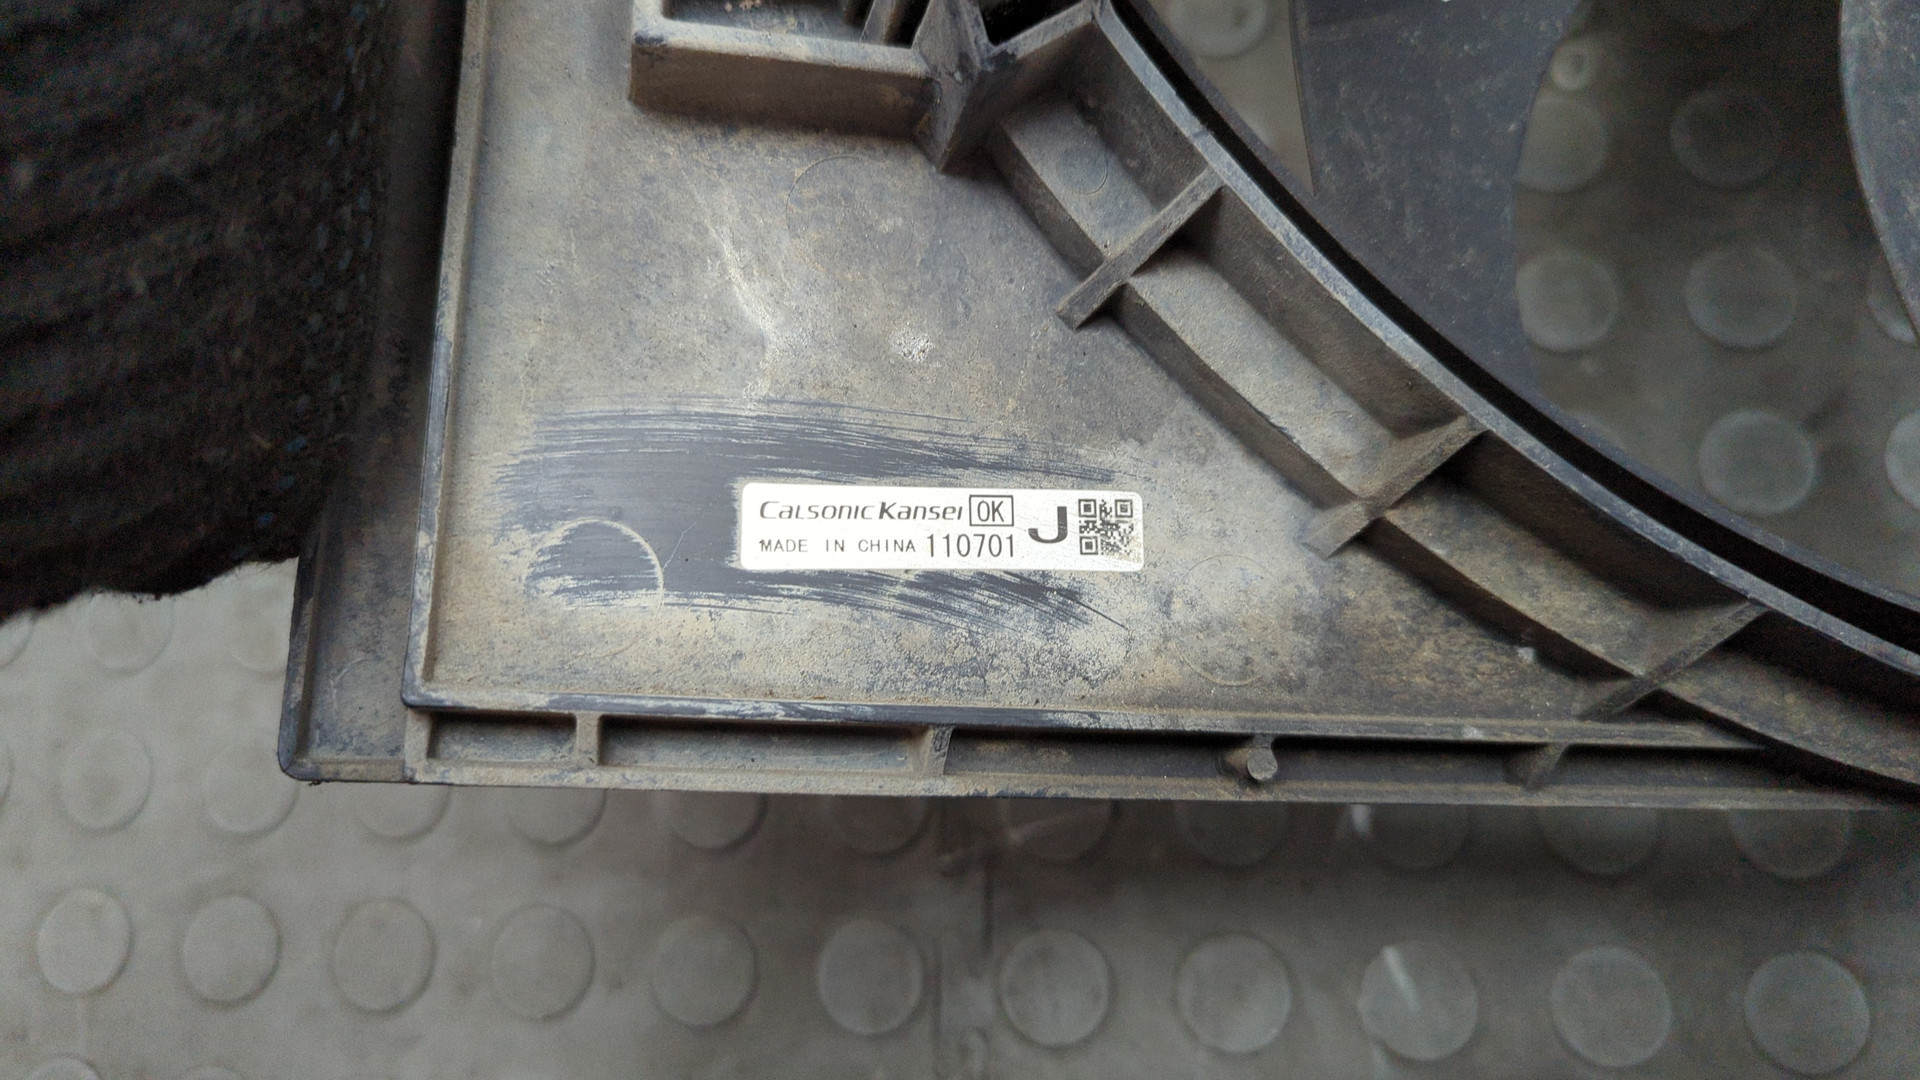 CalsonicKansei OK J
MADE IN CHINA 110701